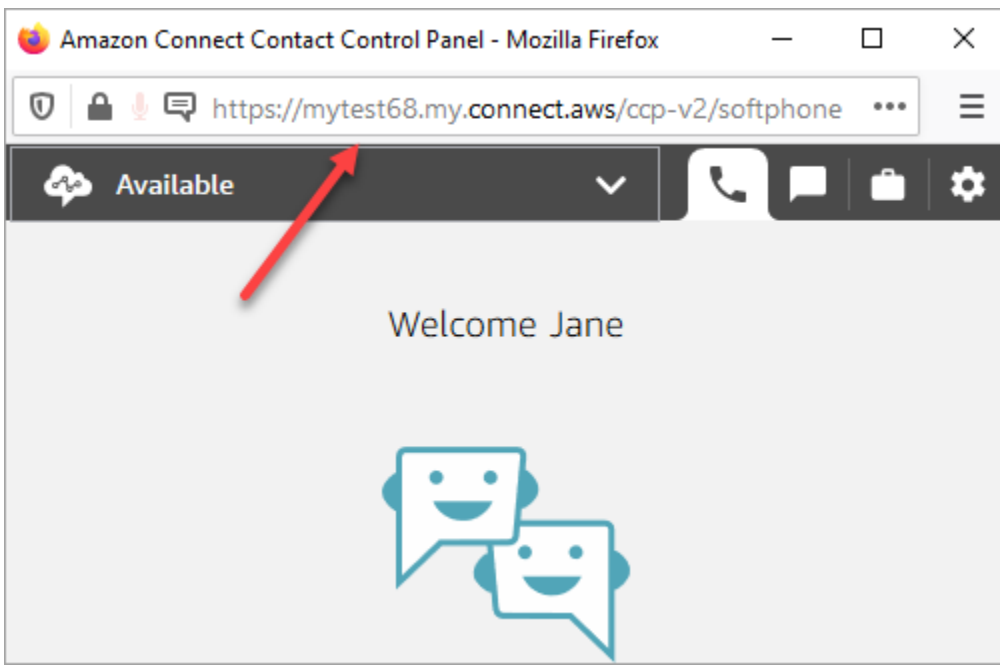 Amazon Connect Contact Control Panel - Mozilla Firefox
https://mytest68.my.connect.aws/ccp-v2/softphone
Available
Welcome Jane